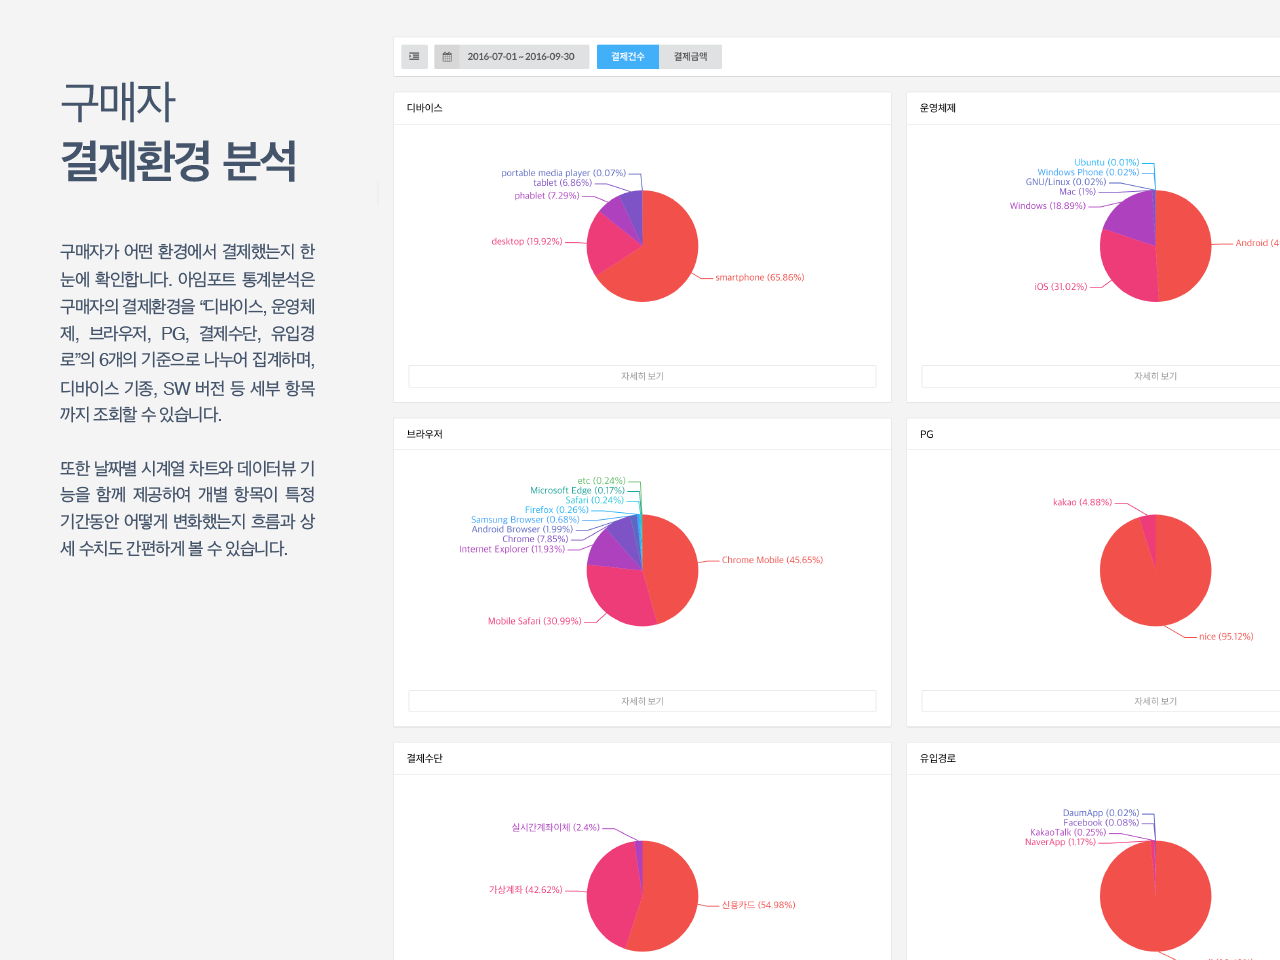 구매자
결제환경 분석
구매자가 어떤 환경에서 결제했는지 한
눈에 확인합니다. 아임포트 통계분석은
구매자의 결제환경을 “디바이스, 운영체
제, 브라우저, PG, 결제수단, 유입경
로”의 6개의 기준으로 나누어 집계하며,
디바이스 기종, SW 버전 등 세부 항목
까지 조회할 수 있습니다.
또한 날짜별 시계열 차트와 데이터뷰 기
능을 함께 제공하여 개별 항목이 특정
기간동안 어떻게 변화했는지 흐름과 상
세 수치도 간편하게 볼 수 있습니다.
2016-07-01 ~ 2016-09-30 결제건수 결제금액
디바이스
portable media player (0.07%)
tablet (6.86%)
phablet (7.29%)
desktop (19.92%)
smartphone (65.86%)
자세히 보기
운영체제
Ubuntu (0.01%)
Windows Phone (0.02%)
GNU/Linux (0.02%)
Mac (1%)
Windows (18.89%)
Android (4
iOS (31.02%)
자세히 보기
브라우저
etc (0.24%)
Microsoft Edge (0.17%)
Safari (0.24%)
Firefox (0.26%)
Samsung Browser (0.68%)
Android Browser (1.99%)
Chrome (7.85%)
Internet Explorer (11.93%)
Chrome Mobile (45.65%)
Mobile Safari (30.99%)
자세히 보기
PG
kakao (4.88%)
nice (95.12%)
자세히 보기
결제수단
실시간계좌이체 (2.4%)
가상계좌 (42.62%)
신용카드 (54.98%)
유입경로
DaumApp (0.02%)
Facebook (0.08%)
KakaoTalk (0.25%)
NaverApp (1.17%)